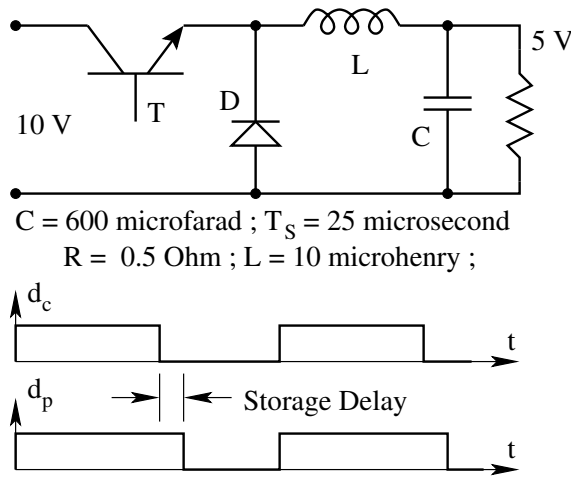 5 V
L
D
T
C
10 V
C = 600 microfarad ; T_S = 25 microsecond
R = 0.5 Ohm ; L = 10 microhenry ;
d_c
t
d_p
Storage Delay
t